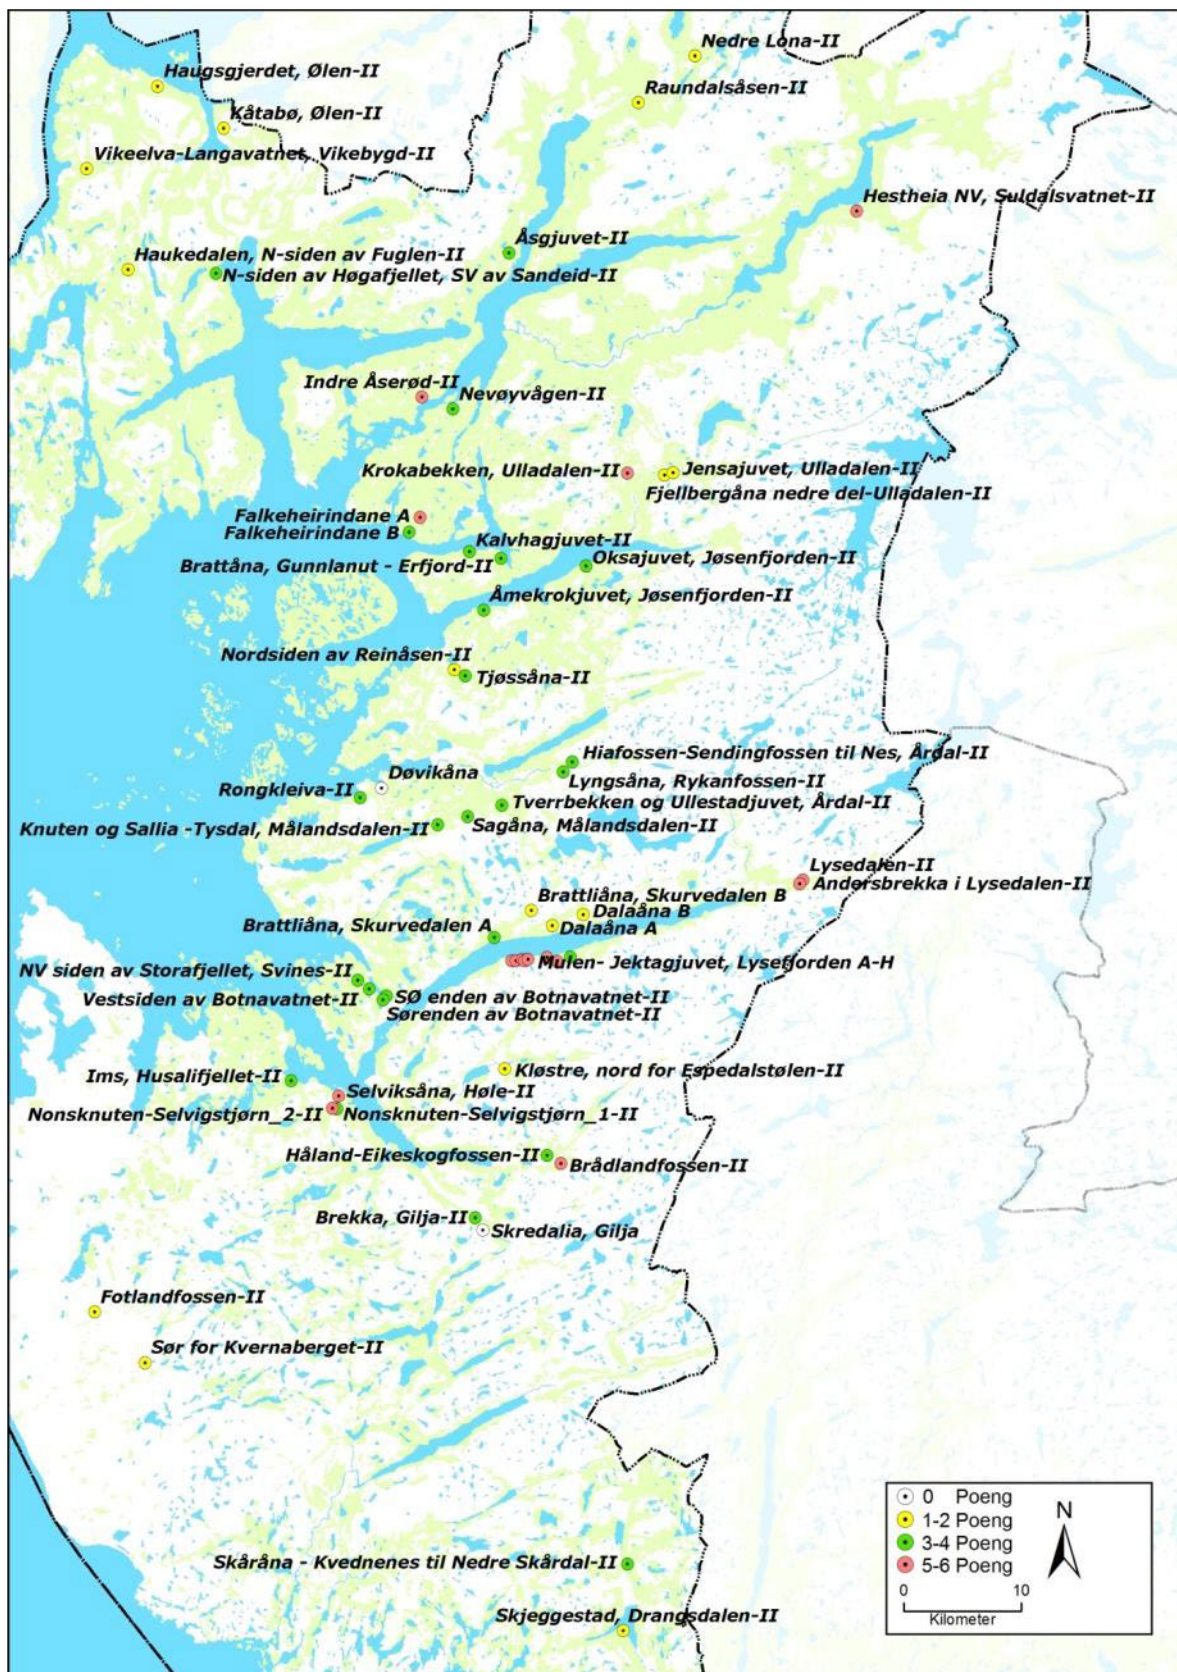 Nedre Lona-II
Haugsgjerdet, Ølen-II
Raundalsåsen-II
Kåtabø, Ølen-II
Vikeelva-Langavatnet, Vikebygd-II
Hestheia NV, Suldalsvatnet-II
Åsgjuvet-II
Haukedalen, N-siden av Fuglen-II
N-siden av Høgafjellet, SV av Sandeid-II
Indre Åserød-II
Nevøyvågen-II
Krokabekken, Ulladalen-II
Jensajuvet, Ulladalen-II
Fjellbergåna nedre del-Ulladalen-II
Falkeheirindane A
Falkeheirindane B
Kalvhagjuvet-II
Brattåna, Gunnlanut - Erfjord-II
Oksajuvet, Jøsenfjorden-II
Åmekrokjuvet, Jøsenfjorden-II
Nordsiden av Reinåsen-II
Tjøssåna-II
Hiafossen-Sendingfossen til Nes, Årdal-II
Døvikåna
Lyngsåna, Rykanfossen-II
Rongkleiva-II
Tverrbekken og Ullestadjuvet, Årdal-II
Knuten og Sallia -Tysdal, Målandsdalen-II
Sagåna, Målandsdalen-II
Lysedalen-II
Andersbrekka i Lysedalen-II
Brattliåna, Skurvedalen B
Dalaåna B
Brattliåna, Skurvedalen A
Dalaåna A
Mulen- Jektagjuvet, Lysefjorden A-H
NV siden av Storafjellet, Svines-II
Vestsiden av Botnavatnet-II
SØ enden av Botnavatnet-II
Sørenden av Botnavatnet-II
Kløstre, nord for Espedalstølen-II
Ims, Husalifjellet-II
Selviksåna, Høle-II
Nonsknuten-Selvigstjørn_2-II
Nonsknuten-Selvigstjørn_1-II
Håland-Eikeskogfossen-II
Brådlandfossen-II
Brekka, Gilja-II
Skredalia, Gilja
Fotlandfossen-II
Sør for Kvernaberget-II
Skåråna - Kvednenes til Nedre Skårdal-II
Skjeggestad, Drangsdalen-II
0 Poeng
1-2 Poeng
3-4 Poeng
5-6 Poeng
N
0 10
Kilometer